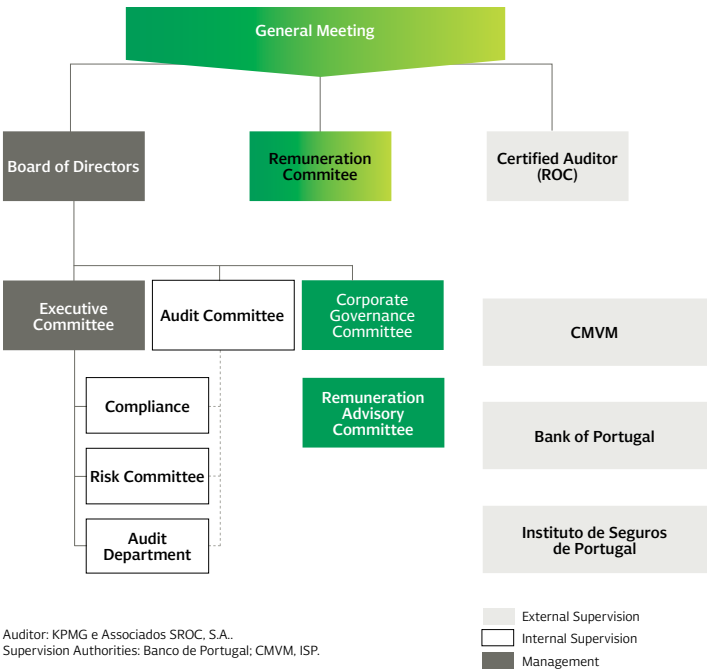 General Meeting
Board of Directors
Remuneration
Commitee
Certified Auditor
(ROC)
Executive
Committee
Audit Committee
Corporate
Governance
Committee
CMVM
Compliance
Remuneration
Advisory
Committee
Bank of Portugal
Risk Committee
Audit
Department
Instituto de Seguros
de Portugal
Auditor: KPMG e Associados SROC, S.A..
Supervision Authorities: Banco de Portugal; CMVM, ISP.
External Supervision
Internal Supervision
Management